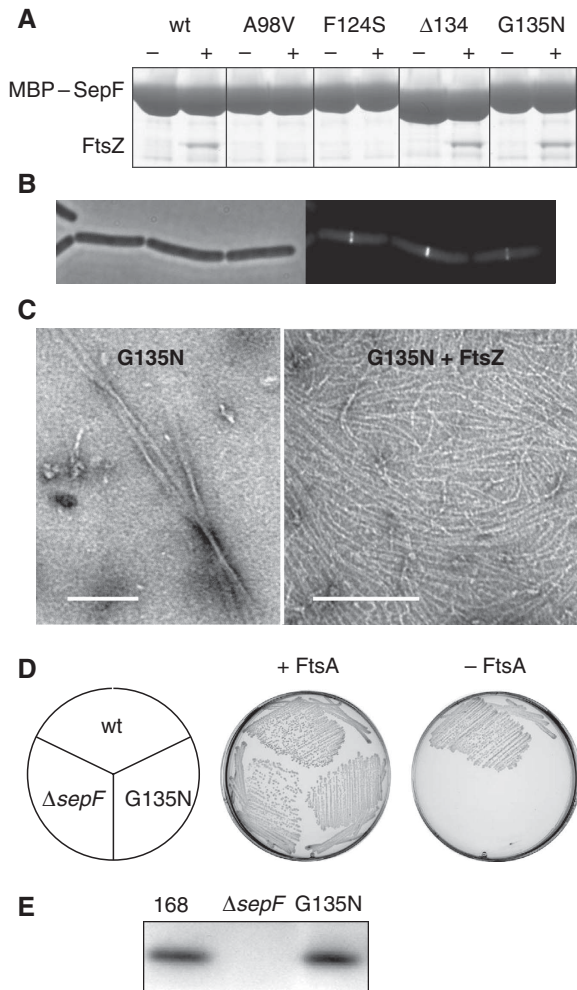 A
wt A98V F124S Δ134 G135N
– + – + – + – + – +
MBP–SepF
FtsZ
B
C
G135N
G135N + FtsZ
D
+ FtsA – FtsA
wt
ΔsepF G135N
E
168 ΔsepF G135N